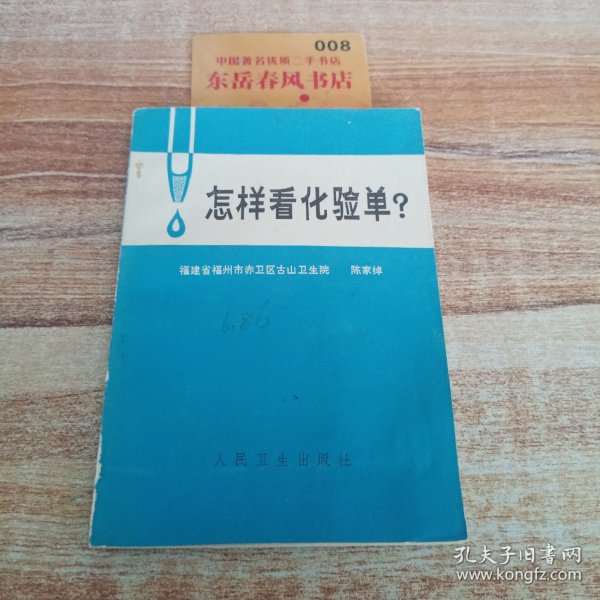 008
中国著名优质二手书店
东岳春风书店
怎样看化验单?
福建省福州市赤卫区古山卫生院 陈家绰
6.86
人民卫生出版社
孔夫子旧书网
www.kongfz.com